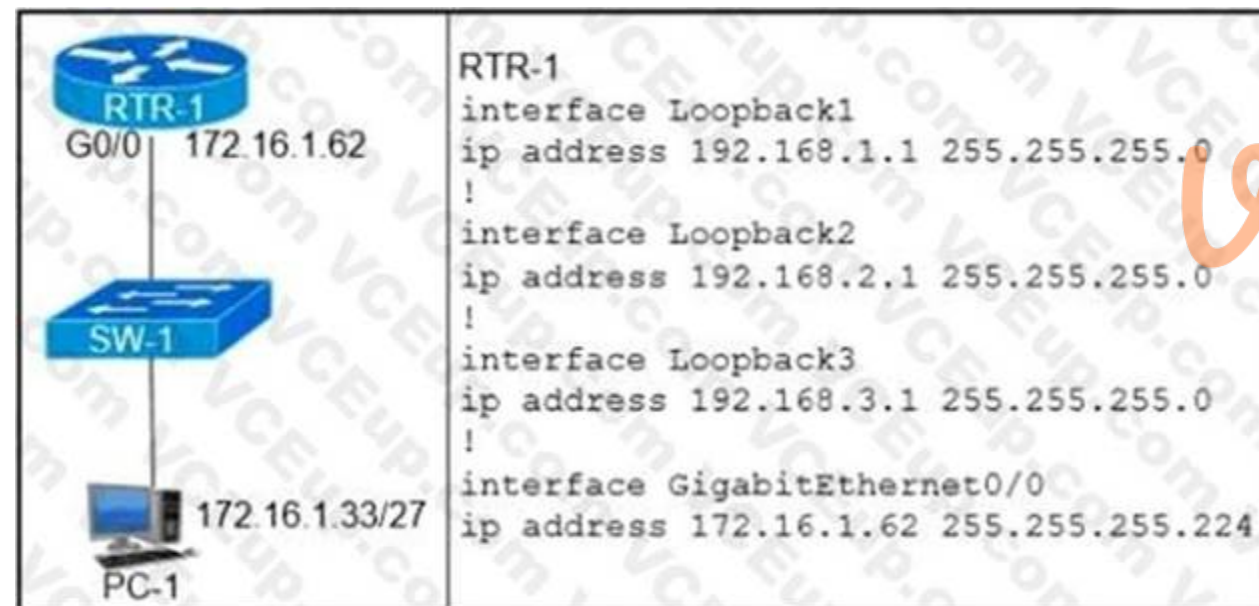 RTR-1
G0/0 172.16.1.62
SW-1
172.16.1.33/27
PC-1
RTR-1
interface Loopback1
ip address 192.168.1.1 255.255.255.0
!
interface Loopback2
ip address 192.168.2.1 255.255.255.0
!
interface Loopback3
ip address 192.168.3.1 255.255.255.0
!
interface GigabitEthernet0/0
ip address 172.16.1.62 255.255.255.224